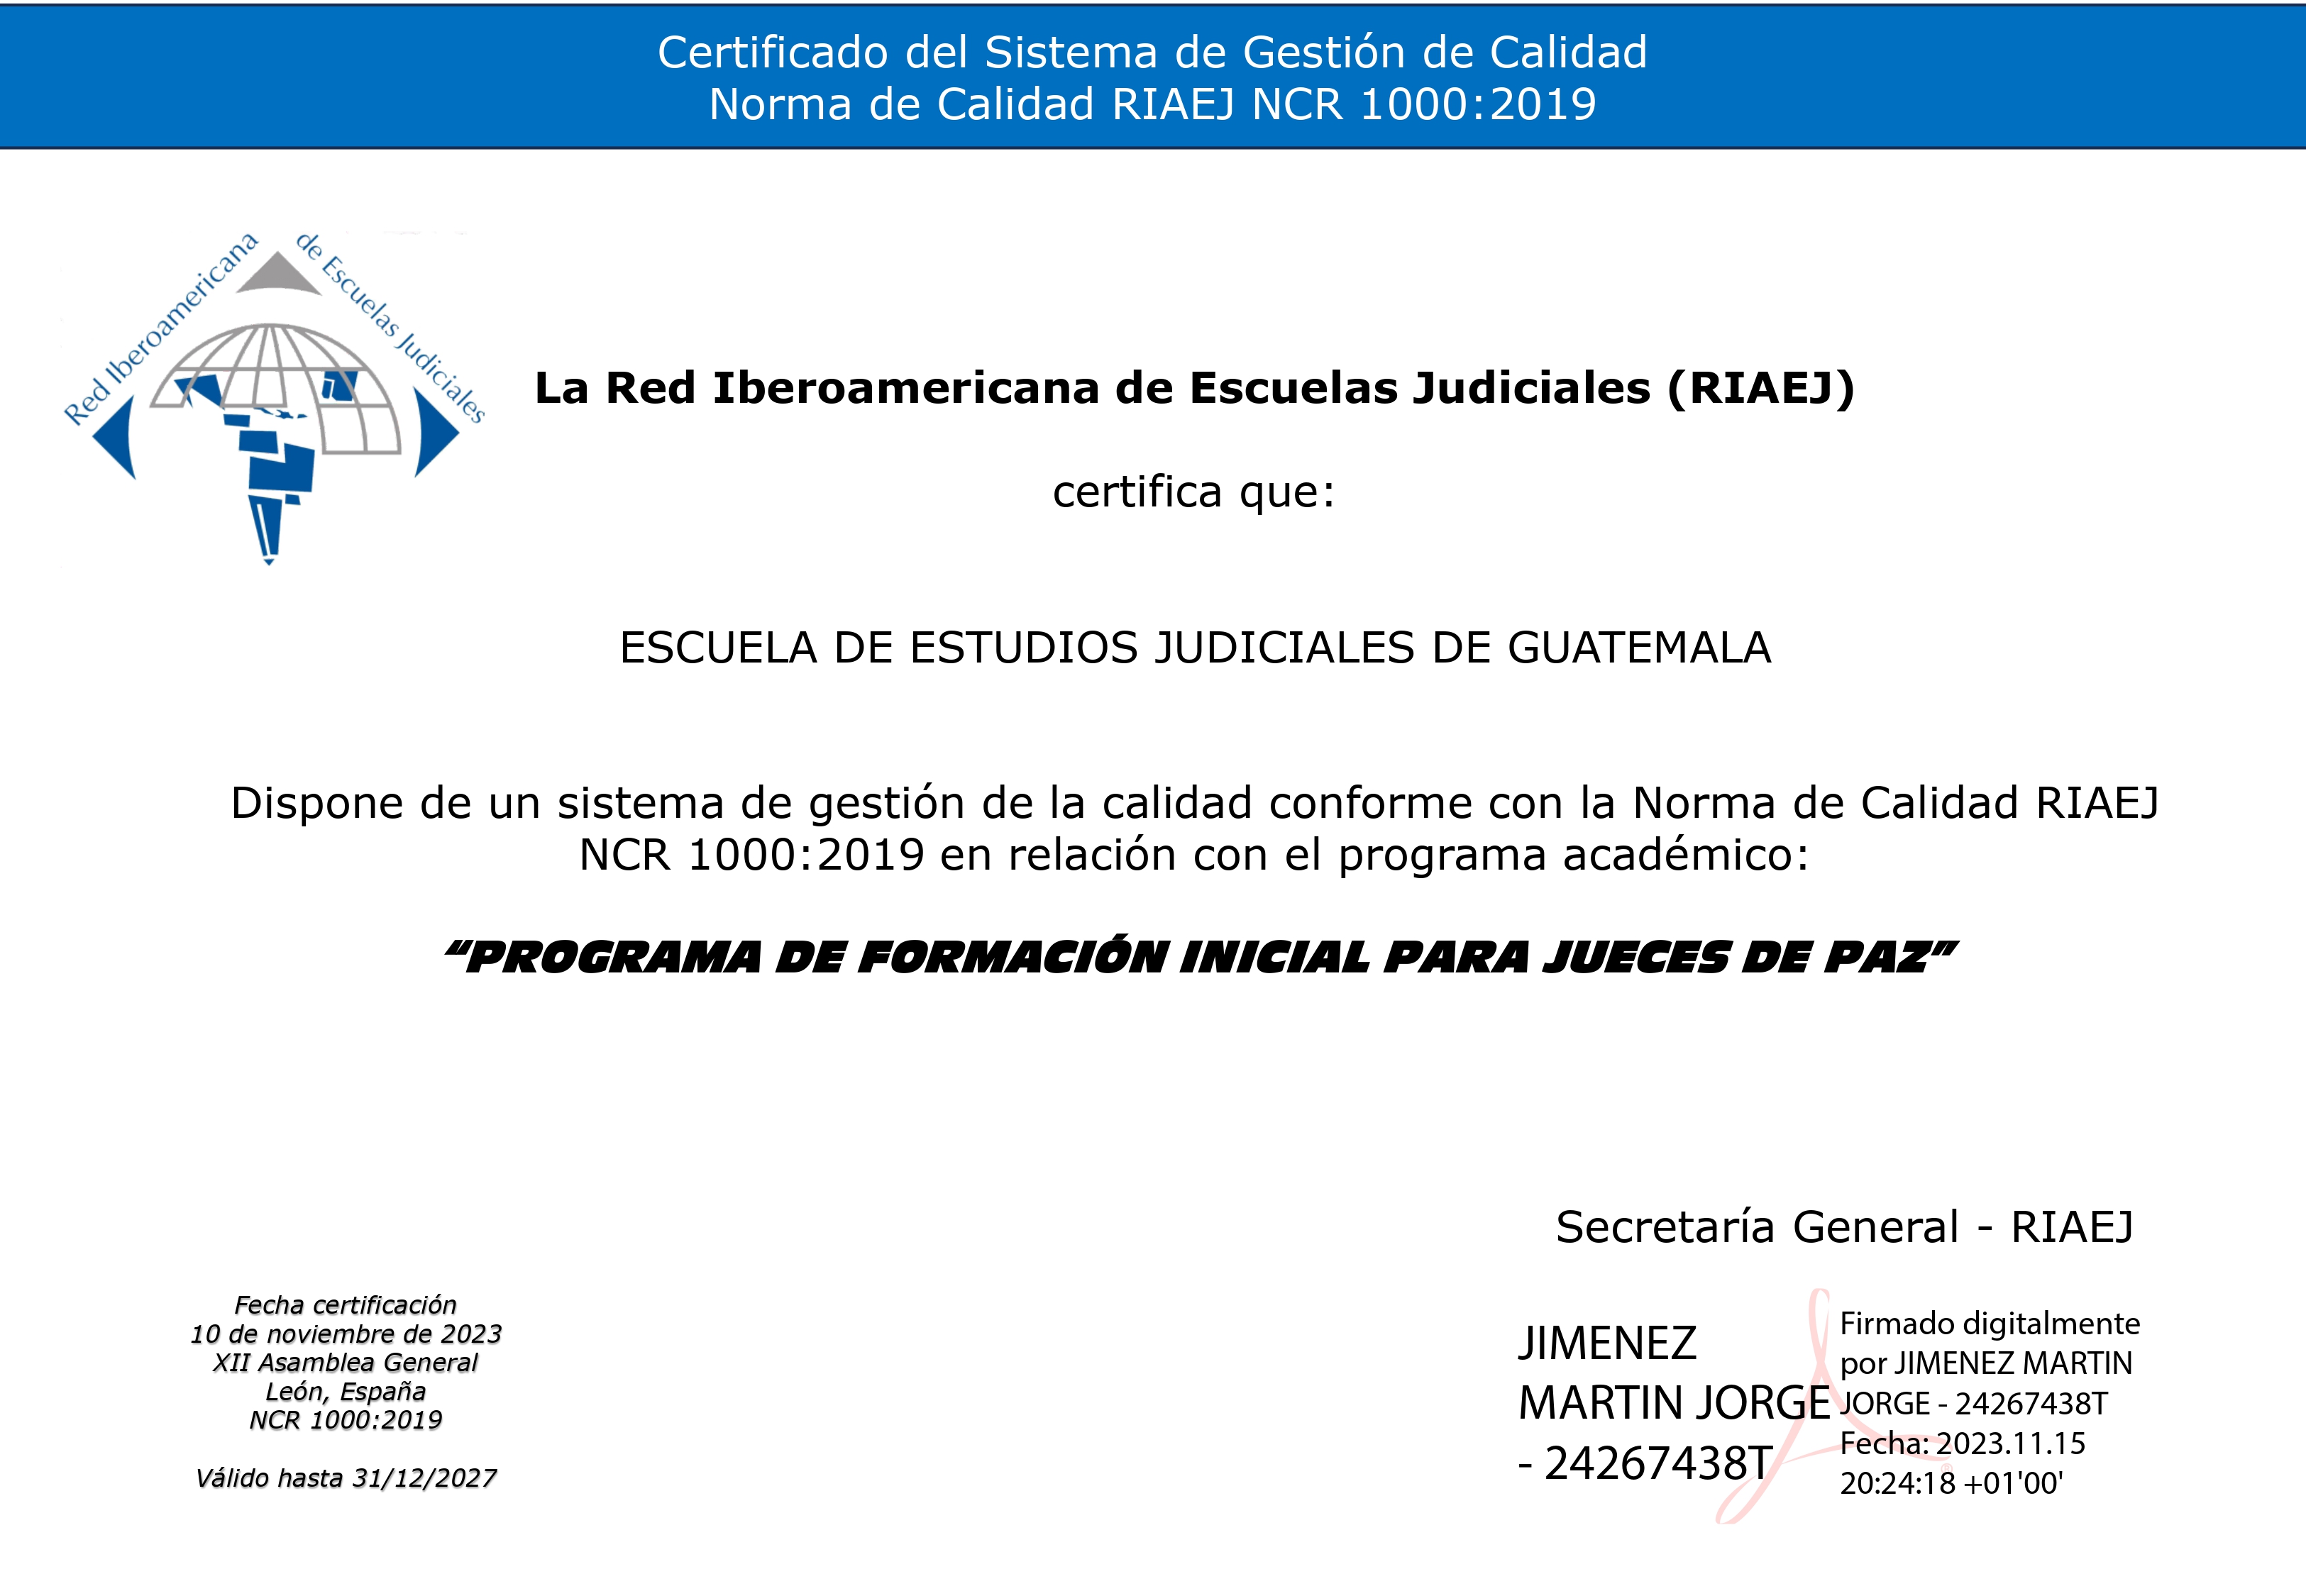 Certificado del Sistema de Gestión de Calidad
Norma de Calidad RIAEJ NCR 1000:2019
Red Iberoamericana
de Escuelas Judiciales
La Red Iberoamericana de Escuelas Judiciales (RIAEJ)
certifica que:
ESCUELA DE ESTUDIOS JUDICIALES DE GUATEMALA
Dispone de un sistema de gestión de la calidad conforme con la Norma de Calidad RIAEJ
NCR 1000:2019 en relación con el programa académico:
“PROGRAMA DE FORMACIÓN INICIAL PARA JUECES DE PAZ”
Secretaría General - RIAEJ
Fecha certificación
10 de noviembre de 2023
XII Asamblea General
León, España
NCR 1000:2019
Válido hasta 31/12/2027
JIMENEZ
MARTIN JORGE
- 24267438T
Firmado digitalmente
por JIMENEZ MARTIN
JORGE - 24267438T
Fecha: 2023.11.15
20:24:18 +01'00'